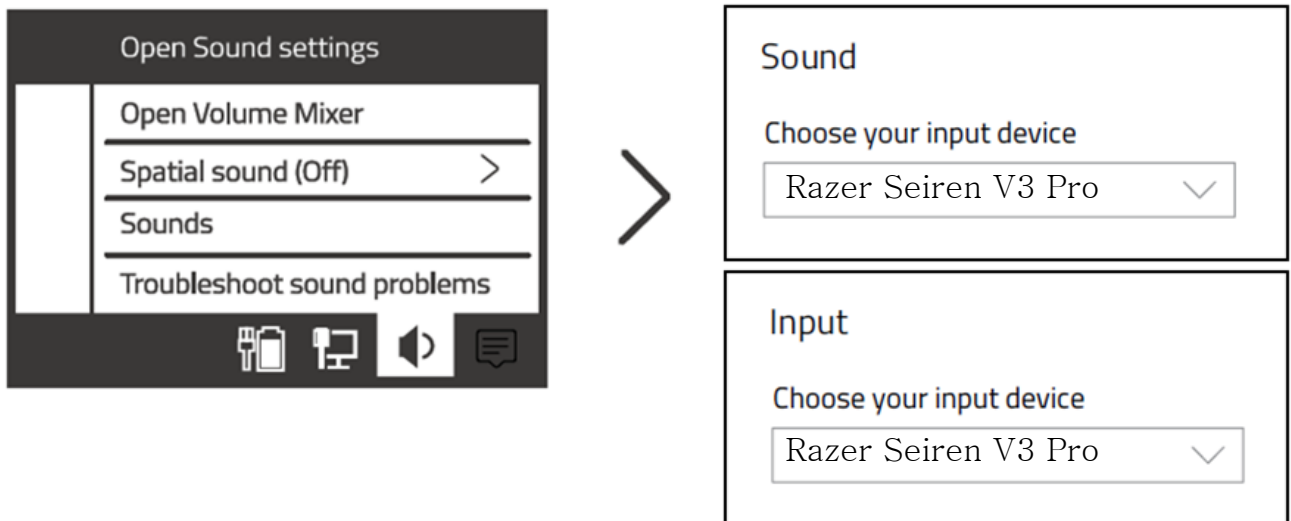 Open Sound settings
Open Volume Mixer
Spatial sound (Off)
Sounds
Troubleshoot sound problems
Sound
Choose your input device
Razer Seiren V3 Pro
Input
Choose your input device
Razer Seiren V3 Pro